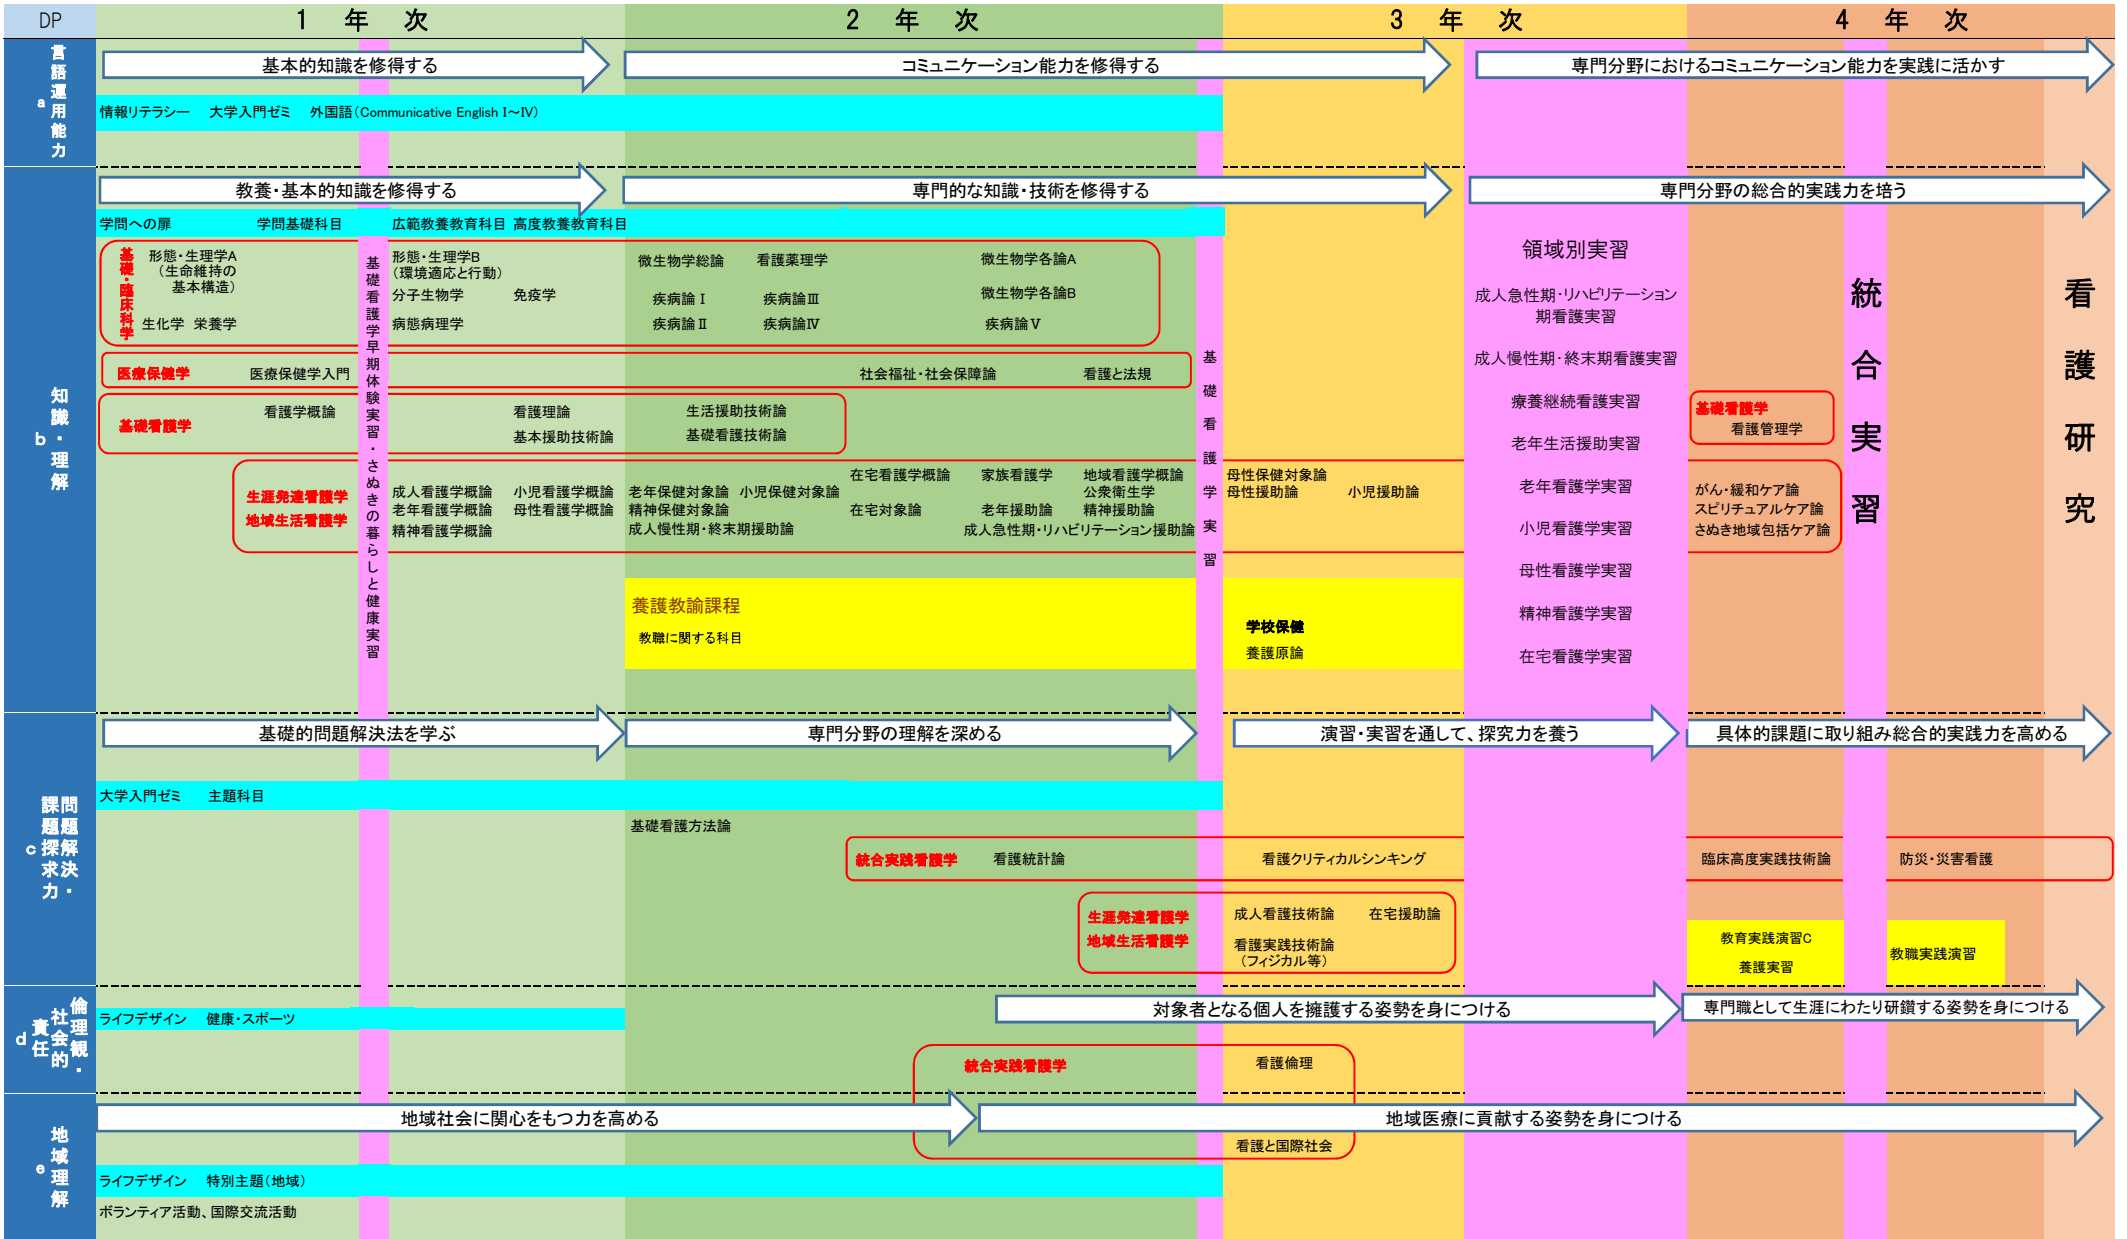 DP
1 年 次
2 年 次
3 年 次
4 年 次
言語運用能力
a
基本的知識を修得する
コミュニケーション能力を修得する
専門分野におけるコミュニケーション能力を実践に活かす
情報リテラシー 大学入門ゼミ 外国語(Communicative English I～Ⅳ)
知識・理解
b
教養・基本的知識を修得する
専門的な知識・技術を修得する
専門分野の総合的実践力を培う
学問への扉 学問基礎科目 広範教養教育科目 高度教養教育科目
基礎・臨床科学
形態・生理学A
(生命維持の
基本構造)
生化学 栄養学
基礎看護学早期体験実習・さぬきの暮らしと健康実習
形態・生理学B
(環境適応と行動)
分子生物学 免疫学
病態病理学
微生物学総論 看護薬理学 微生物学各論A
微生物学各論B
疾病論Ⅰ 疾病論Ⅲ
疾病論Ⅱ 疾病論Ⅳ 疾病論Ⅴ
医療保健学 医療保健学入門 社会福祉・社会保障論 看護と法規
基礎看護学
看護学概論 看護理論 生活援助技術論
基本援助技術論 基礎看護技術論
生涯発達看護学
地域生活看護学
成人看護学概論 小児看護学概論
老年看護学概論 母性看護学概論
精神看護学概論
老年保健対象論 小児保健対象論
精神保健対象論
成人慢性期・終末期援助論
在宅看護学概論 家族看護学 地域看護学概論
公衆衛生学
在宅対象論 老年援助論 精神援助論
成人急性期・リハビリテーション援助論
基礎看護学実習
母性保健対象論
母性援助論 小児援助論
養護教諭課程
教職に関する科目
学校保健
養護原論
領域別実習
成人急性期・リハビリテーション
期看護実習
成人慢性期・終末期看護実習
療養継続看護実習
老年生活援助実習
老年看護学実習
小児看護学実習
母性看護学実習
精神看護学実習
在宅看護学実習
基礎看護学
看護管理学
がん・緩和ケア論
スピリチュアルケア論
さぬき地域包括ケア論
統合実習
看護研究
問題解決・
課題探求力
c
基礎的問題解決法を学ぶ
専門分野の理解を深める
演習・実習を通して、探究力を養う
具体的課題に取り組み総合的実践力を高める
大学入門ゼミ 主題科目
基礎看護方法論
統合実践看護学 看護統計論 看護クリティカルシンキング 臨床高度実践技術論 防災・災害看護
生涯発達看護学
地域生活看護学
成人看護技術論 在宅援助論
看護実践技術論
(フィジカル等)
教育実践演習C
養護実習
教職実践演習
倫理観・
社会的
責任
d
対象者となる個人を擁護する姿勢を身につける
専門職として生涯にわたり研鑽する姿勢を身につける
ライフデザイン 健康・スポーツ
統合実践看護学 看護倫理
地域理解
e
地域社会に関心をもつ力を高める
地域医療に貢献する姿勢を身につける
看護と国際社会
ライフデザイン 特別主題(地域)
ボランティア活動、国際交流活動